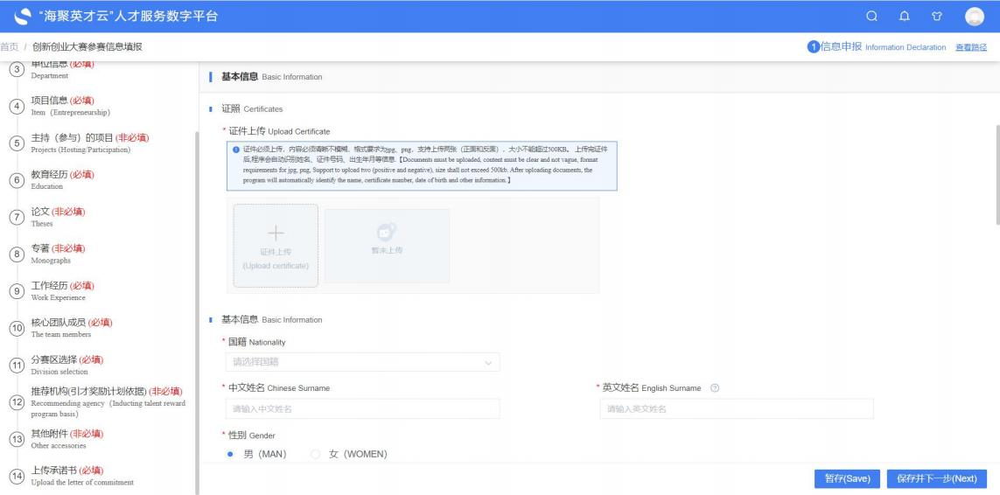 “海聚英才云”人才服务数字平台
首页 / 创新创业大赛参赛信息填报
1 信息申报 Information Declaration 查看路径
3 单位信息 (必填)
Department
4 项目信息 (必填)
Item（Entrepreneurship)
5 主持（参与）的项目 (非必填)
Projects (Hosting/Participation)
6 教育经历 (必填)
Education
7 论文 (非必填)
Theses
8 专著 (非必填)
Monographs
9 工作经历 (必填)
Work Experience
10 核心团队成员 (必填)
The team members
11 分赛区选择 (必填)
Division selection
12 推荐机构(引才奖励计划依据) (非必填)
Recommending agency（Inducting talent reward
program basis）
13 其他附件 (非必填)
Other accessories
14 上传承诺书 (必填)
Upload the letter of commitment
基本信息 Basic Information
证照 Certificates
* 证件上传 Upload Certificate
证件必须上传，内容必须清晰不模糊，格式要求为jpg、png，支持上传两张（正面和反面），大小不能超过500KB。 上传完证件
后,程序会自动识别姓名、证件号码、出生年月等信息【Documents must be uploaded, content must be clear and not vague, format
requirements for jpg, png, Support to upload two (positive and negative), size shall not exceed 500kb. After uploading documents, the
program will automatically identify the name, certificate number, date of birth and other information.】
证件上传
(Upload certificate)
暂未上传
基本信息 Basic Information
* 国籍 Nationality
请选择国籍
* 中文姓名 Chinese Surname
* 英文姓名 English Surname
请输入中文姓名
请输入英文姓名
* 性别 Gender
男（MAN）
女（WOMEN）
暂存(Save)
保存并下一步(Next)